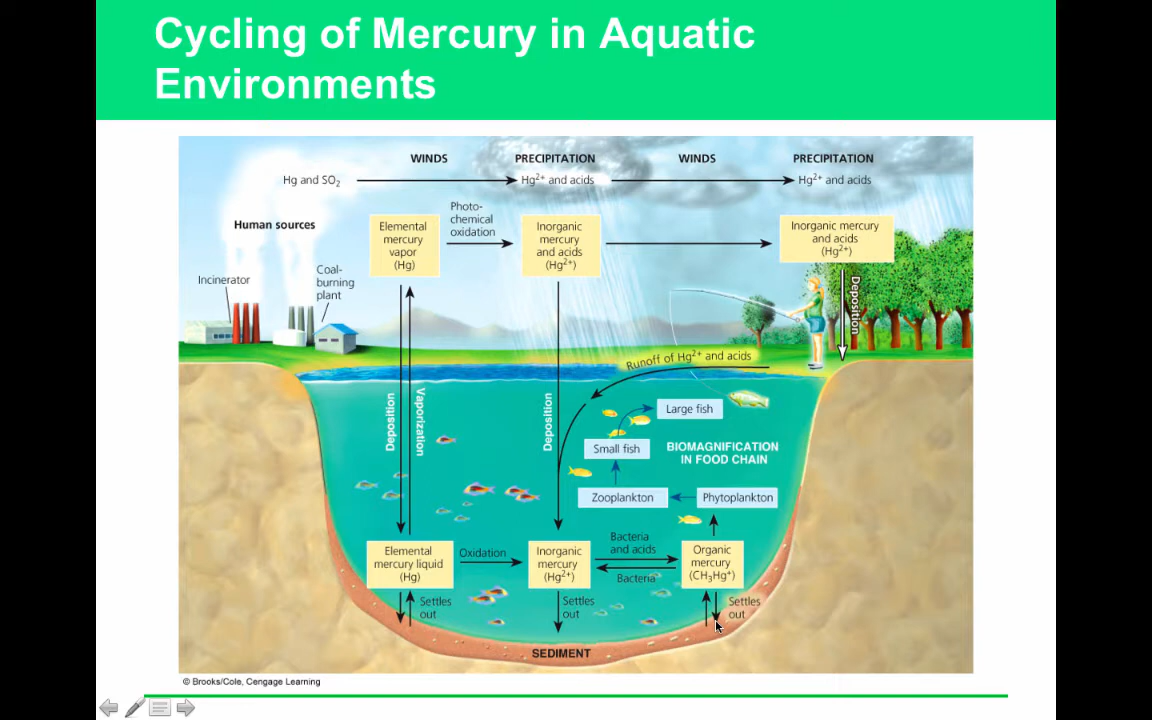 Cycling of Mercury in Aquatic
Environments
WINDS
PRECIPITATION
WINDS
PRECIPITATION
Hg and SO₂
Hg²⁺ and acids
Hg²⁺ and acids
Human sources
Elemental
mercury
vapor
(Hg)
Photo-
chemical
oxidation
Inorganic
mercury
and acids
(Hg²⁺)
Inorganic mercury
and acids
(Hg²⁺)
Incinerator
Coal-
burning
plant
Deposition
Runoff of Hg²⁺ and acids
Deposition
Vaporization
Deposition
Large fish
Small fish
BIOMAGNIFICATION
IN FOOD CHAIN
Zooplankton
Phytoplankton
Elemental
mercury liquid
(Hg)
Oxidation
Inorganic
mercury
(Hg²⁺)
Bacteria
and acids
Bacteria
Organic
mercury
(CH₃Hg⁺)
Settles
out
Settles
out
Settles
out
SEDIMENT
© Brooks/Cole, Cengage Learning